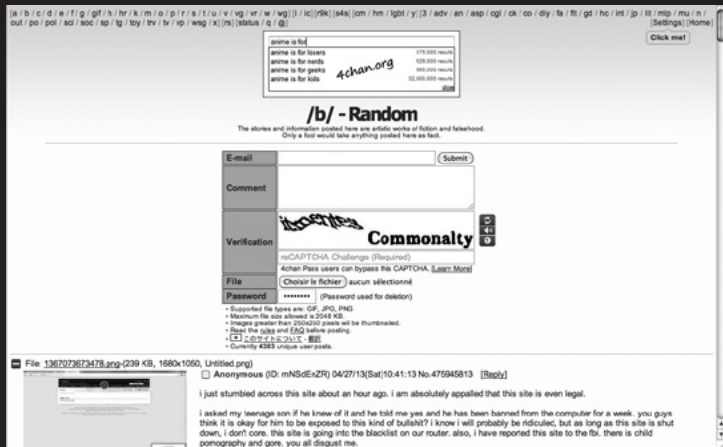 [a / b / c / d / e / f / g / gif / h / hr / k / m / o / p / r / s / t / u / v / vg / vr / w / wg] [i / ic] [r9k] [s4s] [cm / hm / lgbt / y] [3 / adv / an / asp / cgl / ck / co / diy / fa / fit / gd / hc / int / jp / lit / mlp / mu / n /
out / po / pol / sci / soc / sp / tg / toy / trv / tv / vp / wsg / x] [rs] [status / q / @] [Settings] [Home]
Click me!
anime is for
anime is for losers 379,000 results
anime is for nerds
anime is for geeks
anime is for kids
4chan.org
close
/b/ - Random
The stories and information posted here are artistic works of fiction and falsehood.
Only a fool would take anything posted here as fact.
E-mail Submit
Comment
Verification
Commonalty
reCAPTCHA Challenge (Required)
4chan Pass users can bypass this CAPTCHA. [Learn More]
File Choisir le fichier aucun sélectionné
Password •••••••• (Password used for deletion)
• Supported file types are: GIF, JPG, PNG
• Maximum file size allowed is 2048 KB.
• Images greater than 250x250 pixels will be thumbnailed.
• Read the rules and FAQ before posting.
• このサイトについて - 翻訳
• Currently 4383 unique user posts.
File: 1367073673478.png-(239 KB, 1680x1050, Untitled.png)
Anonymous (ID: mNSdEnZR) 04/27/13(Sat)10:41:13 No.475945813 [Reply]
i just stumbled across this site about an hour ago. i am absolutely appalled that this site is even legal.
i asked my teenage son if he knew of it and he told me yes and he has been banned from the computer for a week. you guys
think it is okay for him to be exposed to this kind of bullshit? i know i will probably be ridiculed, but as long as this site is shut
down, i don't care. this site is going into the blacklist on our router. also, i have reported this site to the fbi. there is child
pornography and gore. you all disgust me.